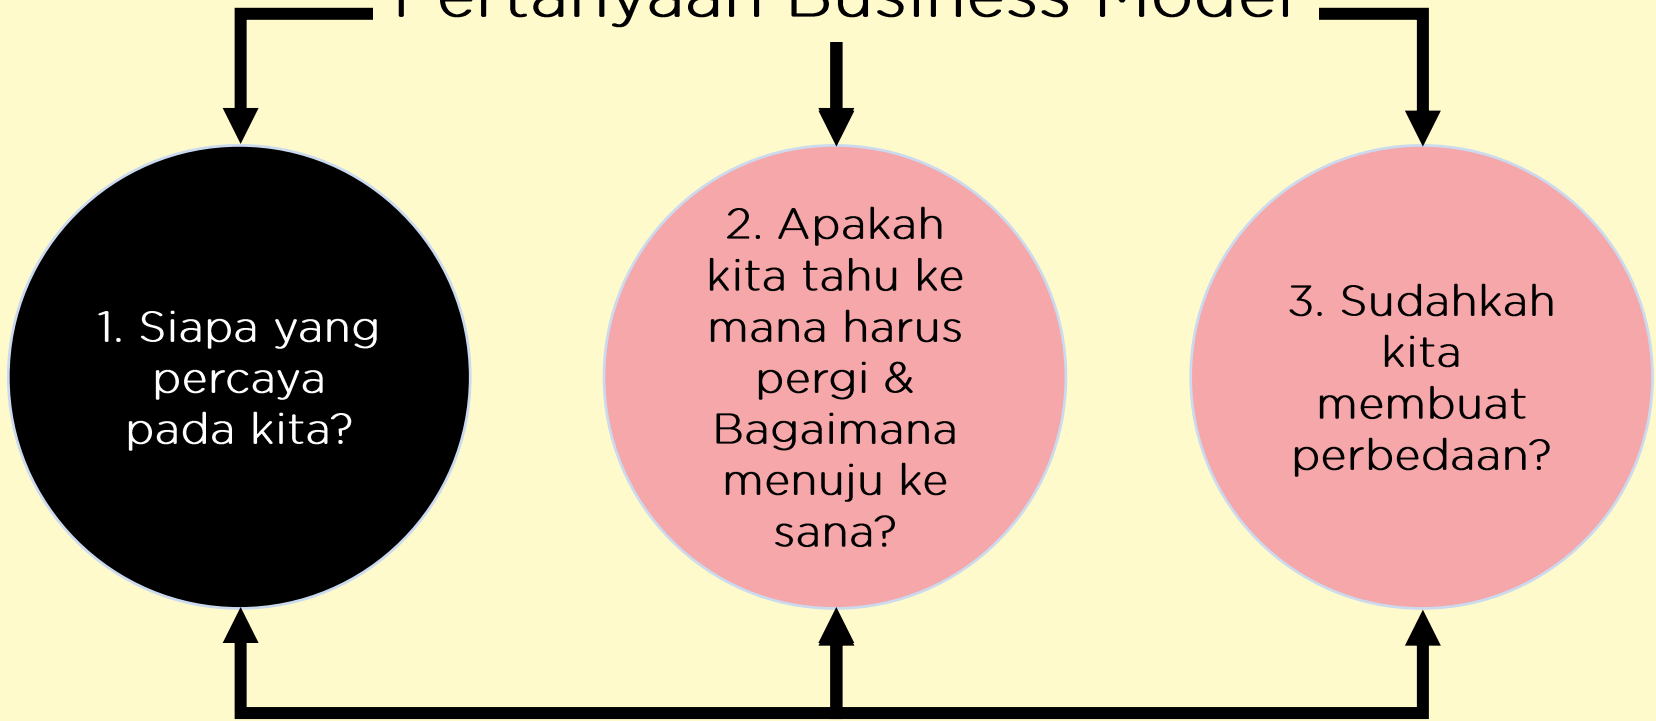 Pertanyaan Business Model
1. Siapa yang
percaya
pada kita?
2. Apakah
kita tahu ke
mana harus
pergi &
Bagaimana
menuju ke
sana?
3. Sudahkah
kita
membuat
perbedaan?